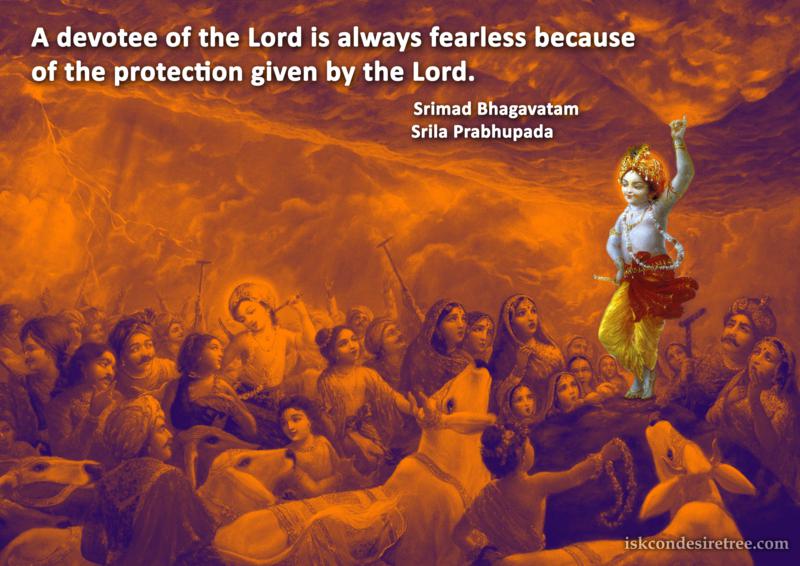 A devotee of the Lord is always fearless because
of the protection given by the Lord.
Srimad Bhagavatam
Srila Prabhupada
iskcondesiretree.com